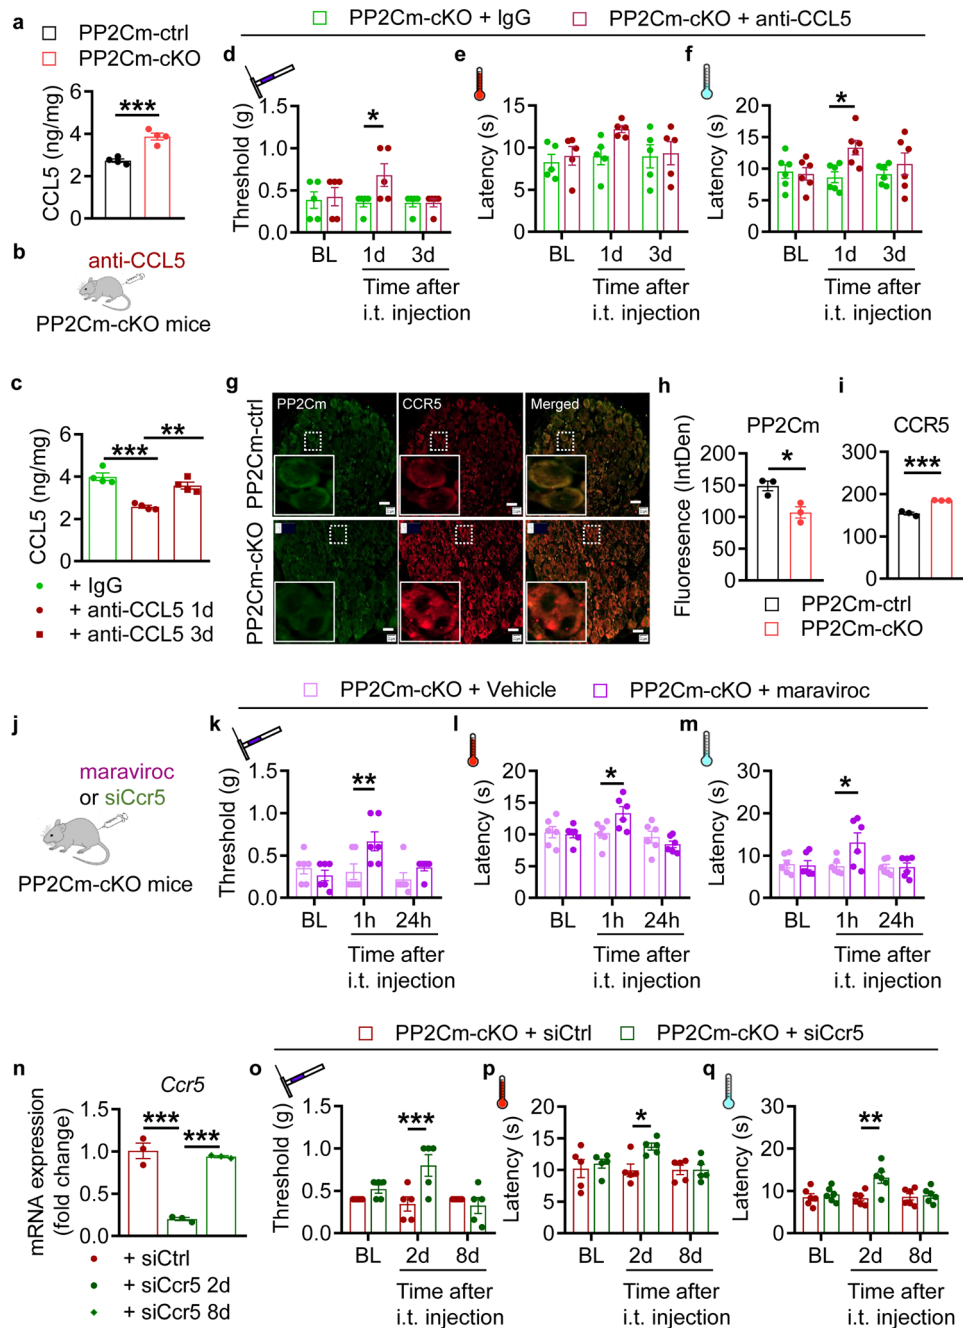 a
PP2Cm-ctrl
PP2Cm-cKO
***
CCL5 (ng/mg)
6
4
2
0
b
anti-CCL5
PP2Cm-cKO mice
PP2Cm-cKO + IgG
PP2Cm-cKO + anti-CCL5
d
Threshold (g)
1.5
1.0
0.5
0.0
*
BL 1d 3d
Time after
i.t. injection
e
Latency (s)
15
10
5
0
BL 1d 3d
Time after
i.t. injection
f
Latency (s)
20
15
10
5
0
*
BL 1d 3d
Time after
i.t. injection
c
CCL5 (ng/mg)
6
4
2
0
***
**
+ IgG
+ anti-CCL5 1d
+ anti-CCL5 3d
g
PP2Cm
CCR5
Merged
PP2Cm-ctrl
PP2Cm-cKO
h
PP2Cm
Fluoresence (IntDen)
200
150
100
50
0
*
i
CCR5
300
200
100
0
***
PP2Cm-ctrl
PP2Cm-cKO
j
maraviroc
or siCcr5
PP2Cm-cKO mice
PP2Cm-cKO + Vehicle
PP2Cm-cKO + maraviroc
k
Threshold (g)
1.5
1.0
0.5
0.0
**
BL 1h 24h
Time after
i.t. injection
l
Latency (s)
20
15
10
5
0
*
BL 1h 24h
Time after
i.t. injection
m
Latency (s)
30
20
10
0
*
BL 1h 24h
Time after
i.t. injection
n
Ccr5
mRNA expression
(fold change)
1.5
1.0
0.5
0.0
***
***
+ siCtrl
+ siCcr5 2d
+ siCcr5 8d
PP2Cm-cKO + siCtrl
PP2Cm-cKO + siCcr5
o
Threshold (g)
1.5
1.0
0.5
0.0
***
BL 2d 8d
Time after
i.t. injection
p
Latency (s)
20
15
10
5
0
*
BL 2d 8d
Time after
i.t. injection
q
Latency (s)
30
20
10
0
**
BL 2d 8d
Time after
i.t. injection